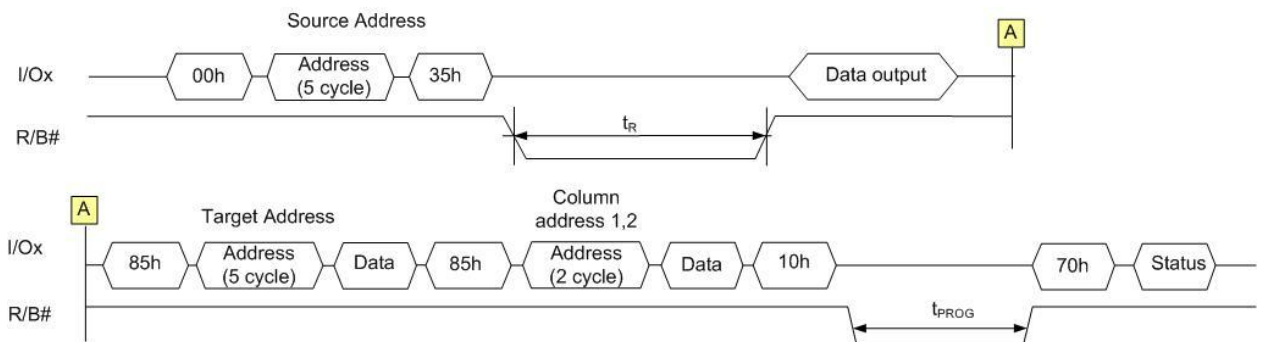 Source Address
A
I/Ox
00h
Address
(5 cycle)
35h
Data output
R/B#
tR
A
Target Address
Column
address 1,2
I/Ox
85h
Address
(5 cycle)
Data
85h
Address
(2 cycle)
Data
10h
70h
Status
R/B#
tPROG